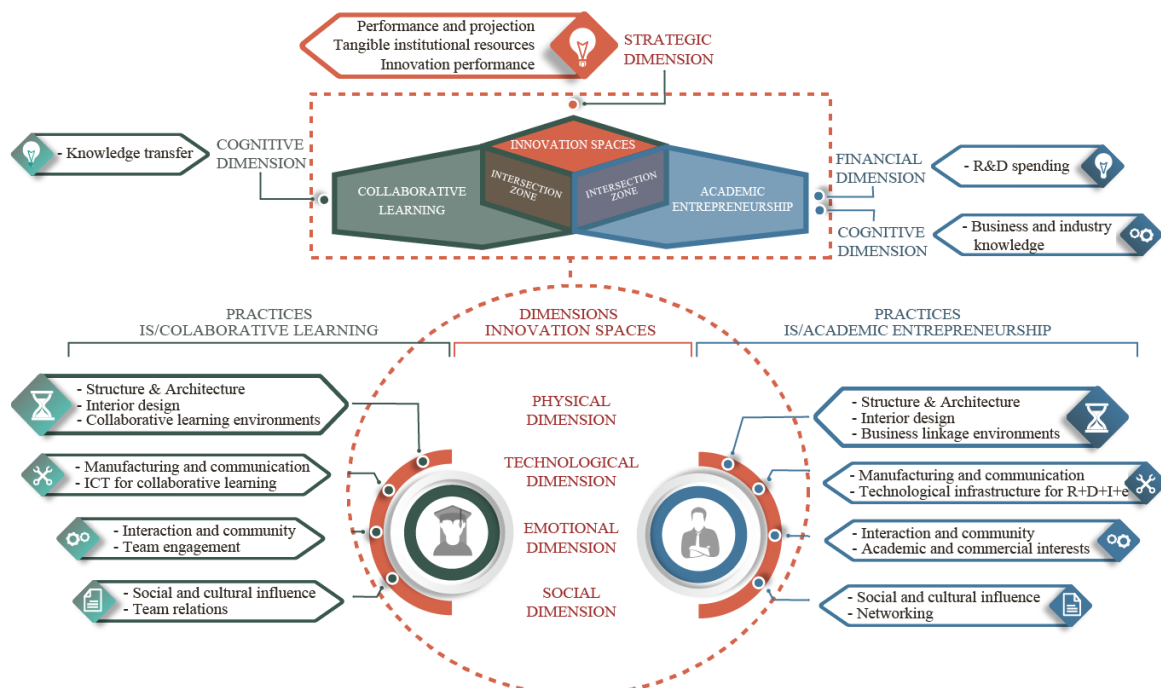 Performance and projection
Tangible institutional resources
Innovation performance
STRATEGIC
DIMENSION
- Knowledge transfer
COGNITIVE
DIMENSION
INNOVATION SPACES
INTERSECTION
ZONE
INTERSECTION
ZONE
COLLABORATIVE
LEARNING
ACADEMIC
ENTREPRENEURSHIP
FINANCIAL
DIMENSION
- R&D spending
COGNITIVE
DIMENSION
- Business and industry
knowledge
PRACTICES
IS/COLABORATIVE LEARNING
DIMENSIONS
INNOVATION SPACES
PRACTICES
IS/ACADEMIC ENTREPRENEURSHIP
- Structure & Architecture
- Interior design
- Collaborative learning environments
PHYSICAL
DIMENSION
- Structure & Architecture
- Interior design
- Business linkage environments
- Manufacturing and communication
- ICT for collaborative learning
TECHNOLOGICAL
DIMENSION
- Manufacturing and communication
- Technological infrastructure for R+D+I+e
- Interaction and community
- Team engagement
EMOTIONAL
DIMENSION
- Interaction and community
- Academic and commercial interests
- Social and cultural influence
- Team relations
SOCIAL
DIMENSION
- Social and cultural influence
- Networking